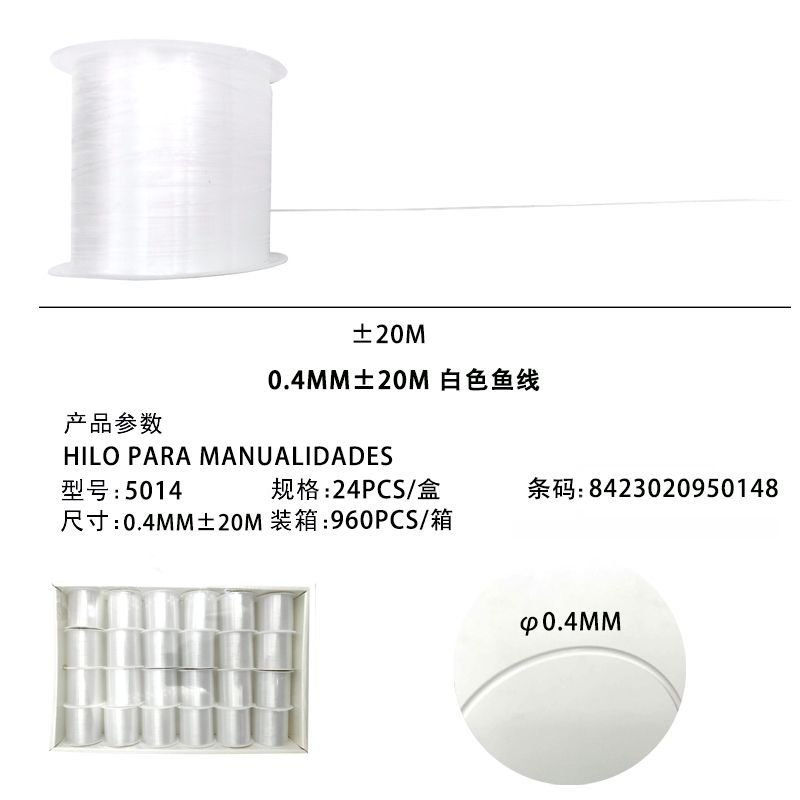 ±20M
0.4MM±20M 白色鱼线
产品参数
HILO PARA MANUALIDADES
型号:5014 规格:24PCS/盒 条码:8423020950148
尺寸:0.4MM±20M 装箱:960PCS/箱
φ0.4MM